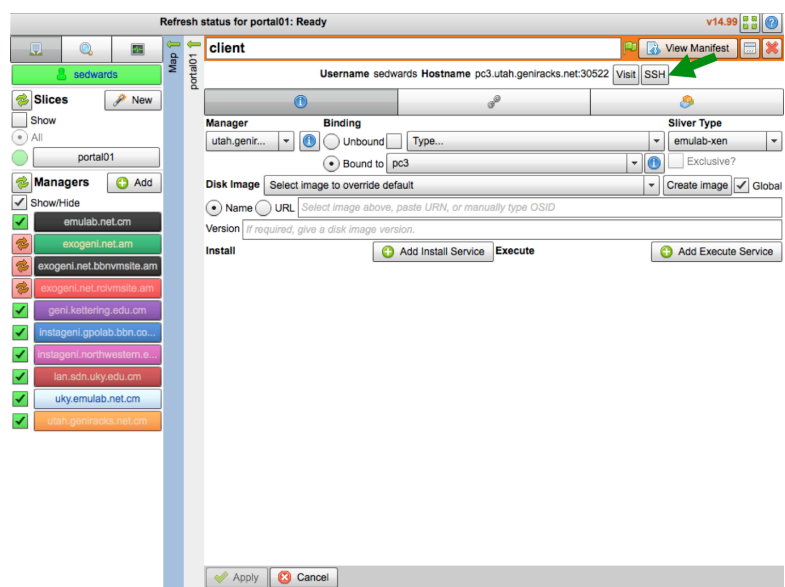 Refresh status for portal01: Ready
v14.99
sedwards
Slices
New
Show
All
portal01
Managers
Add
Show/Hide
emulab.net.cm
exogeni.net.am
exogeni.net.bbnvmsite.am
exogeni.net.rcivmsite.am
geni.kettering.edu.cm
instageni.gpolab.bbn.co...
instageni.northwestern.e...
lan.sdn.uky.edu.cm
uky.emulab.net.cm
utah.geniracks.net.cm
Map
portal01
client
View Manifest
Username sedwards Hostname pc3.utah.geniracks.net:30522 Visit SSH
Manager Binding Sliver Type
utah.genir... Unbound Type... emulab-xen
Bound to pc3 Exclusive?
Disk Image Select image to override default Create image Global
Name URL Select image above, paste URN, or manually type OSID
Version If required, give a disk image version.
Install Add Install Service Execute Add Execute Service
Apply Cancel